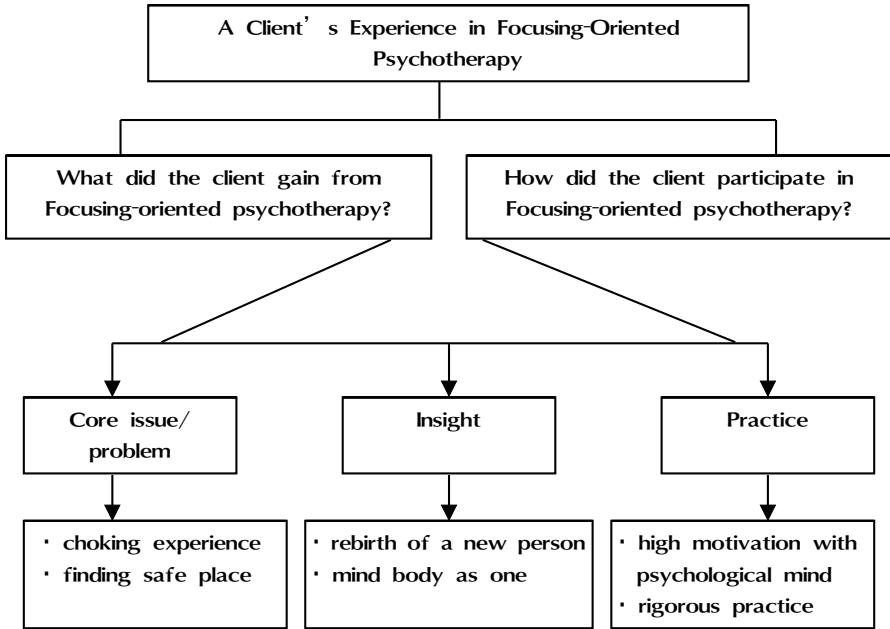 A Client’s Experience in Focusing-Oriented
Psychotherapy
What did the client gain from
Focusing-oriented psychotherapy?
How did the client participate in
Focusing-oriented psychotherapy?
Core issue/
problem
Insight
Practice
· choking experience
· finding safe place
· rebirth of a new person
· mind body as one
· high motivation with
psychological mind
· rigorous practice